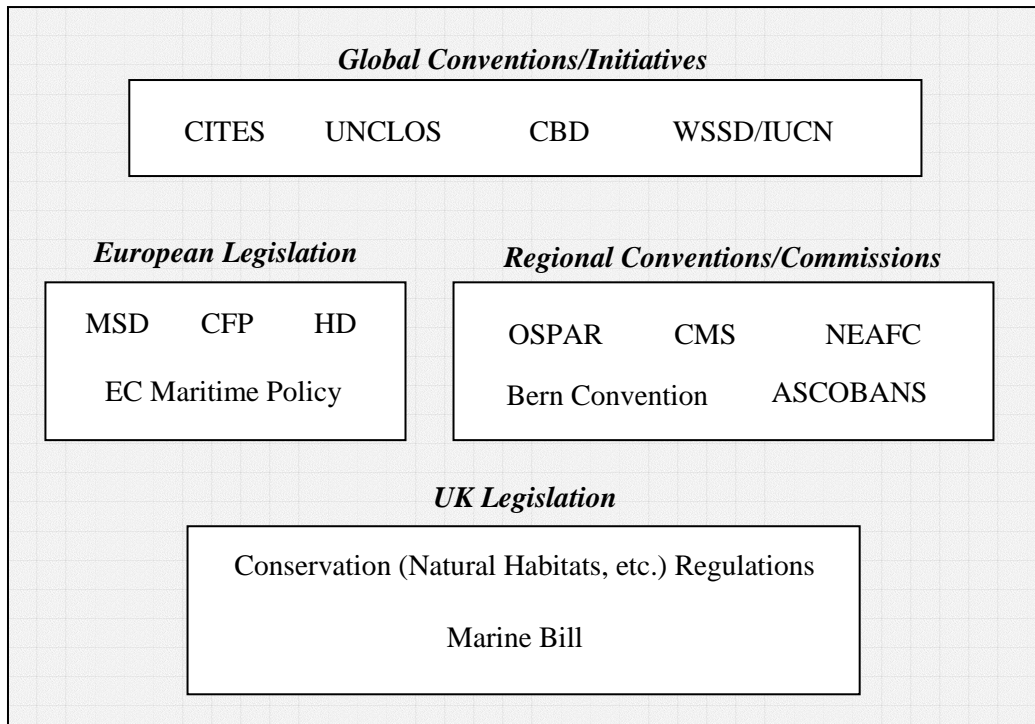 Global Conventions/Initiatives
CITES UNCLOS CBD WSSD/IUCN
European Legislation
MSD CFP HD
EC Maritime Policy
Regional Conventions/Commissions
OSPAR CMS NEAFC
Bern Convention ASCOBANS
UK Legislation
Conservation (Natural Habitats, etc.) Regulations
Marine Bill